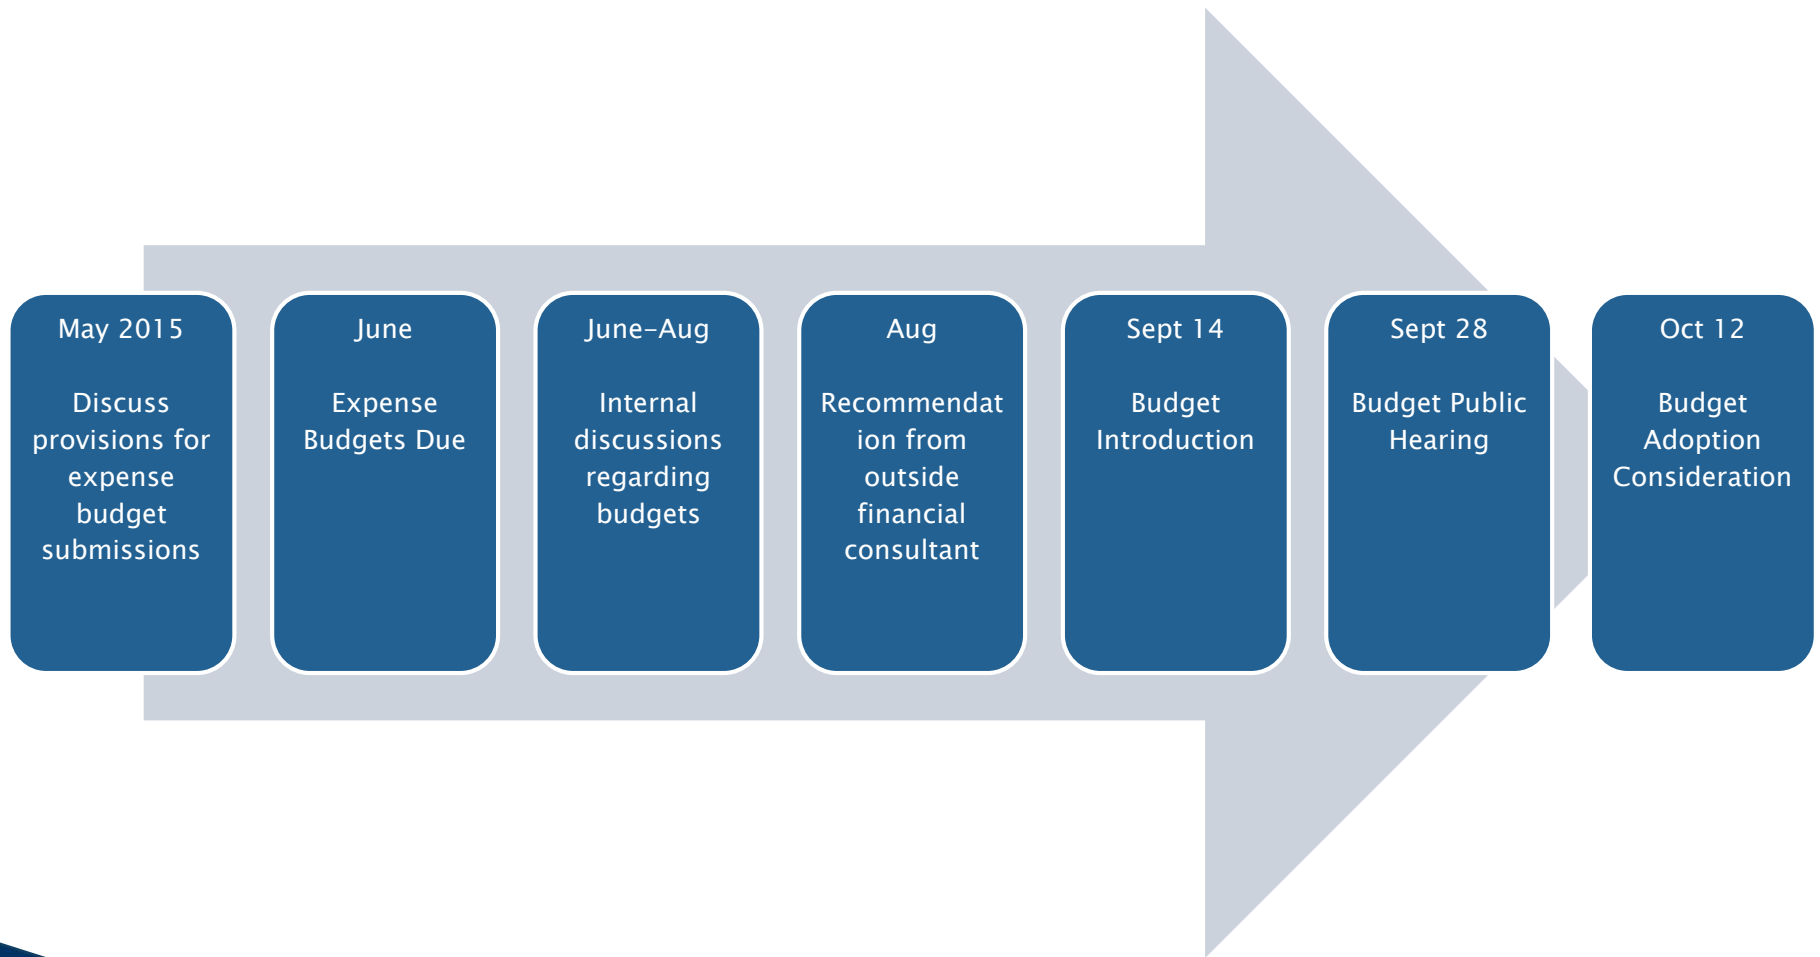 May 2015
Discuss
provisions for
expense
budget
submissions
June
Expense
Budgets Due
June-Aug
Internal
discussions
regarding
budgets
Aug
Recommendat
ion from
outside
financial
consultant
Sept 14
Budget
Introduction
Sept 28
Budget Public
Hearing
Oct 12
Budget
Adoption
Consideration